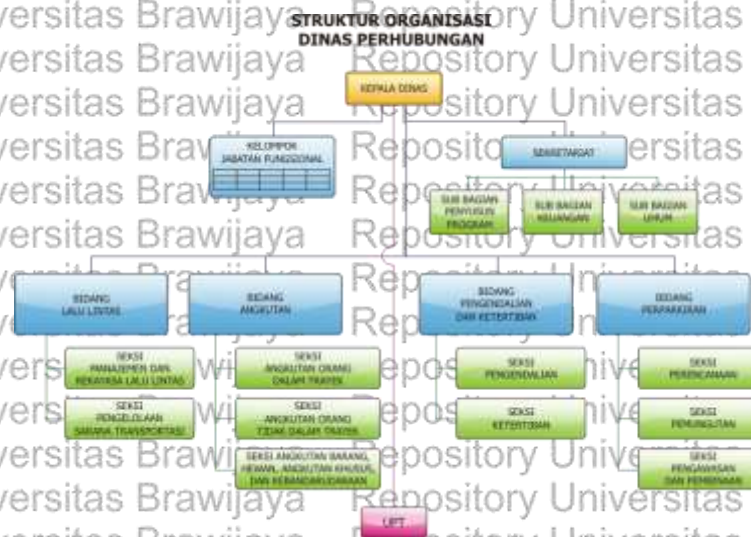 STRUKTUR ORGANISASI
DINAS PERHUBUNGAN
KEPALA DINAS
KELOMPOK
JABATAN FUNGSIONAL
SEKRETARIAT
SUB BAGIAN
PENYUSUN
PROGRAM
SUB BAGIAN
KEUANGAN
SUB BAGIAN
UMUM
BIDANG
LALU LINTAS
BIDANG
ANGKUTAN
BIDANG
PENGENDALIAN
DAN KETERTIBAN
BIDANG
PERPARKIRAN
SEKSI
MANAJEMEN DAN
REKAYASA LALU LINTAS
SEKSI
PENGELOLAAN
SARANA TRANSPORTASI
SEKSI
ANGKUTAN ORANG
DALAM TRAYEK
SEKSI
ANGKUTAN ORANG
TIDAK DALAM TRAYEK
SEKSI ANGKUTAN BARANG,
HEWAN, ANGKUTAN KHUSUS,
DAN KEBANDARUDARAAN
SEKSI
PENGENDALIAN
SEKSI
KETERTIBAN
SEKSI
PERENCANAAN
SEKSI
PEMUNGUTAN
SEKSI
PENGAWASAN
DAN PEMBINAAN
UPT
versitas Brawijaya Repository Universitas